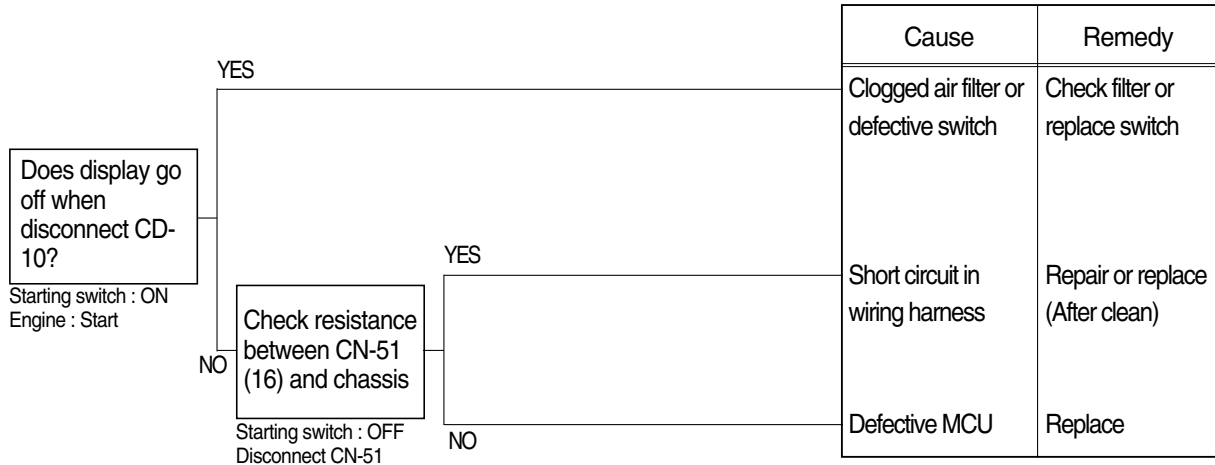 Cause
Remedy
YES
Clogged air filter or
defective switch
Check filter or
replace switch
Does display go
off when
disconnect CD-
10?
Starting switch : ON
Engine : Start
YES
Short circuit in
wiring harness
Repair or replace
(After clean)
NO
Check resistance
between CN-51
(16) and chassis
Starting switch : OFF
Disconnect CN-51
NO
Defective MCU
Replace